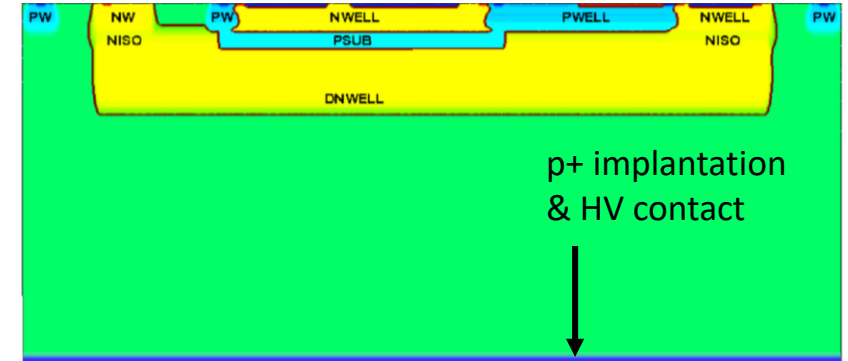 PW NW PW NWELL PWELL NWELL PW
NISO PSUB NISO
DNWELL
p+ implantation
& HV contact